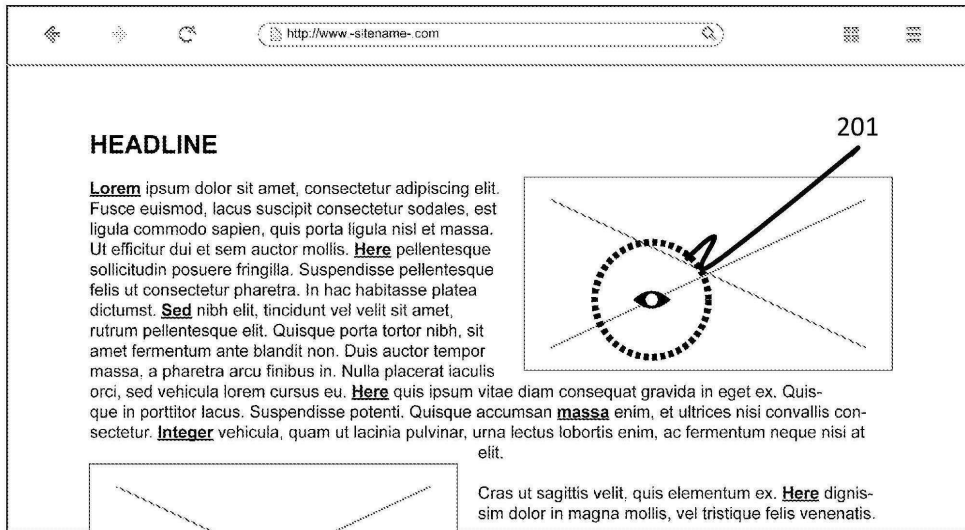 http://www.-sitename-.com
HEADLINE
201
Lorem ipsum dolor sit amet, consectetur adipiscing elit.
Fusce euismod, lacus suscipit consectetur sodales, est
ligula commodo sapien, quis porta ligula nisl et massa.
Ut efficitur dui et sem auctor mollis. Here pellentesque
sollicitudin posuere fringilla. Suspendisse pellentesque
felis ut consectetur pharetra. In hac habitasse platea
dictumst. Sed nibh elit, tincidunt vel velit sit amet,
rutrum pellentesque elit. Quisque porta tortor nibh, sit
amet fermentum ante blandit non. Duis auctor tempor
massa, a pharetra arcu finibus in. Nulla placerat iaculis
orci, sed vehicula lorem cursus eu. Here quis ipsum vitae diam consequat gravida in eget ex. Quis-
que in porttitor lacus. Suspendisse potenti. Quisque accumsan massa enim, et ultrices nisi convallis con-
sectetur. Integer vehicula, quam ut lacinia pulvinar, urna lectus lobortis enim, ac fermentum neque nisi at
elit.
Cras ut sagittis velit, quis elementum ex. Here dignis-
sim dolor in magna mollis, vel tristique felis venenatis.